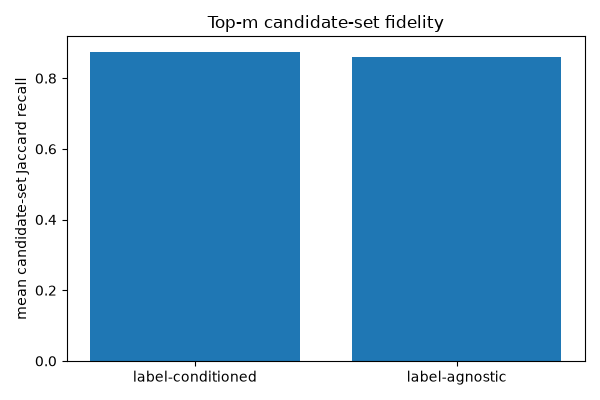 Top-m candidate-set fidelity
mean candidate-set Jaccard recall
0.8
0.6
0.4
0.2
0.0
label-conditioned
label-agnostic